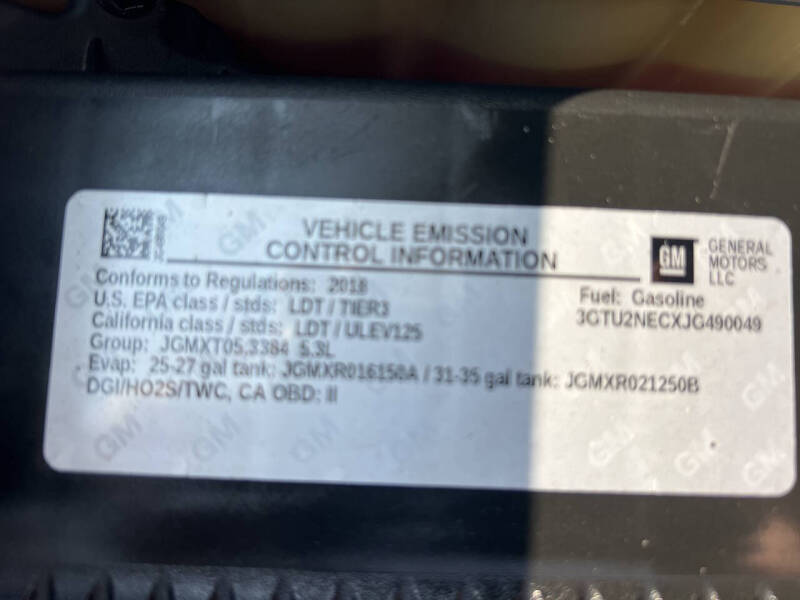 VEHICLE EMISSION
CONTROL INFORMATION
GM
GENERAL
MOTORS
LLC
Conforms to Regulations: 2018
Fuel: Gasoline
U.S. EPA class / stds: LDT / TIER3
3GTU2NECXJG490049
California class / stds: LDT / ULEV125
Group: JGMXT05.3384 5.3L
Evap: 25-27 gal tank: JGMXR016150A / 31-35 gal tank: JGMXR021250B
DGI/HO2S/TWC, CA OBD: II